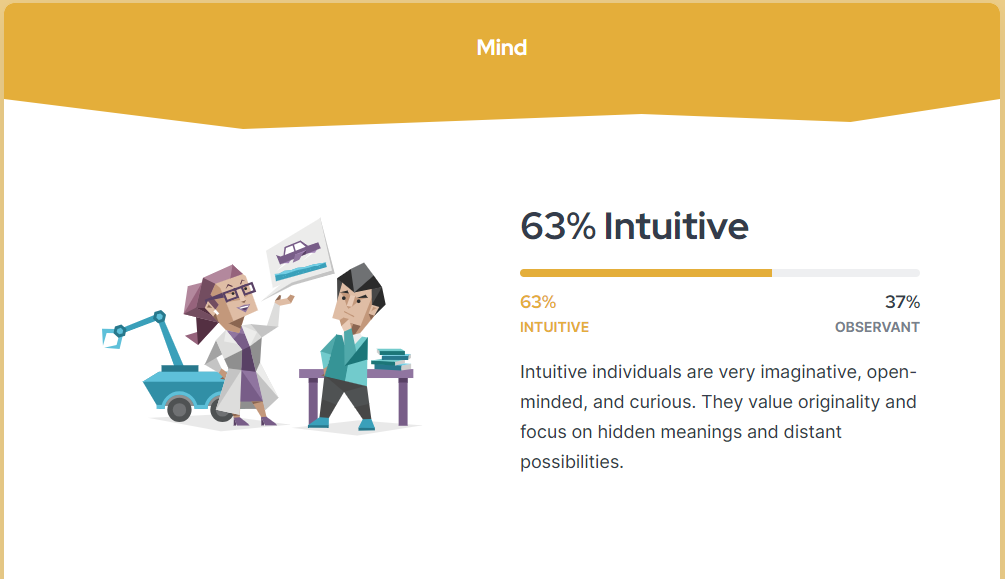 Mind
63% Intuitive
63% 37%
INTUITIVE OBSERVANT
Intuitive individuals are very imaginative, open-
minded, and curious. They value originality and
focus on hidden meanings and distant
possibilities.